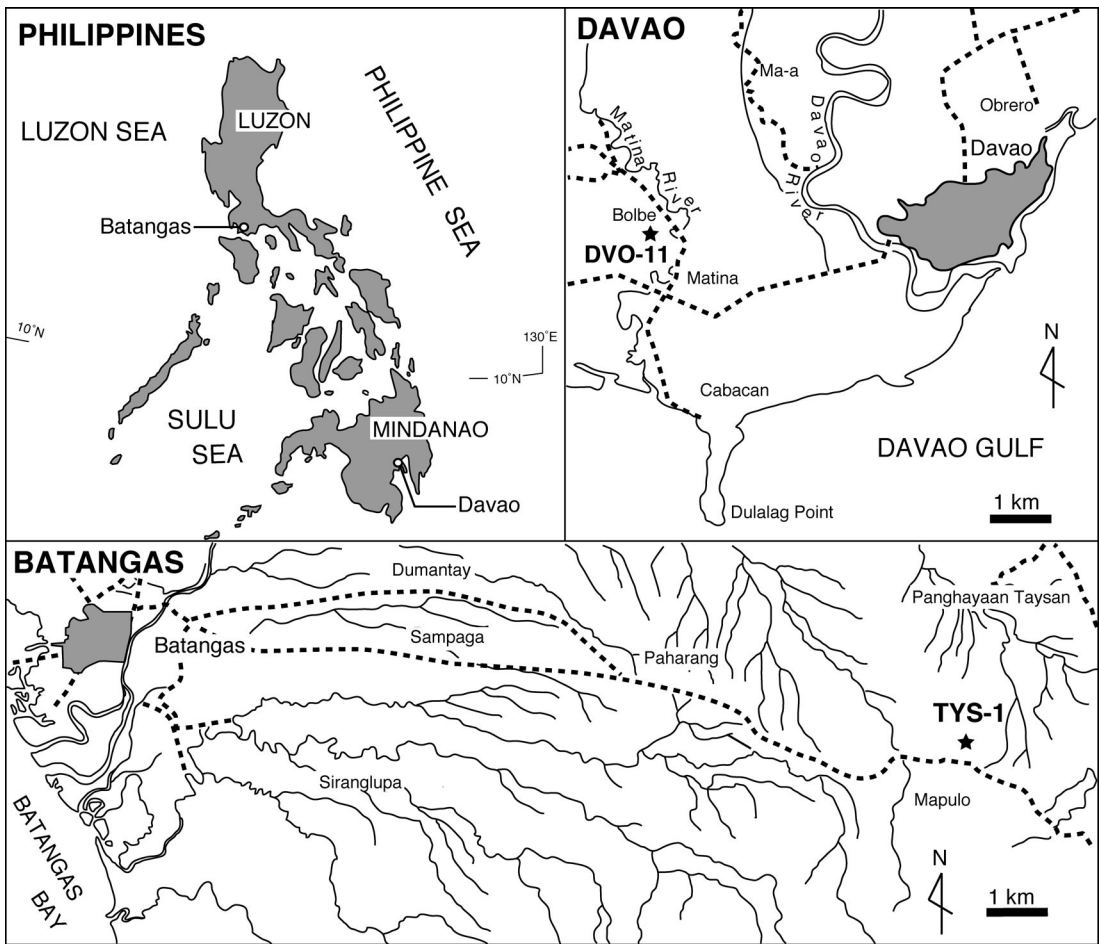 PHILIPPINES
LUZON SEA
LUZON
PHILIPPINE SEA
Batangas
10°N
130°E
10°N
SULU
SEA
MINDANAO
Davao
DAVAO
Ma-a
Davao River
Obrero
Davao
Matina River
Bolbe
DVO-11
Matina
N
Cabacan
DAVAO GULF
Dulalag Point
1 km
BATANGAS
Dumantay
Panghayaan Taysan
Batangas
Sampaga
Paharang
TYS-1
Siranglupa
Mapulo
BATANGAS
BAY
N
1 km